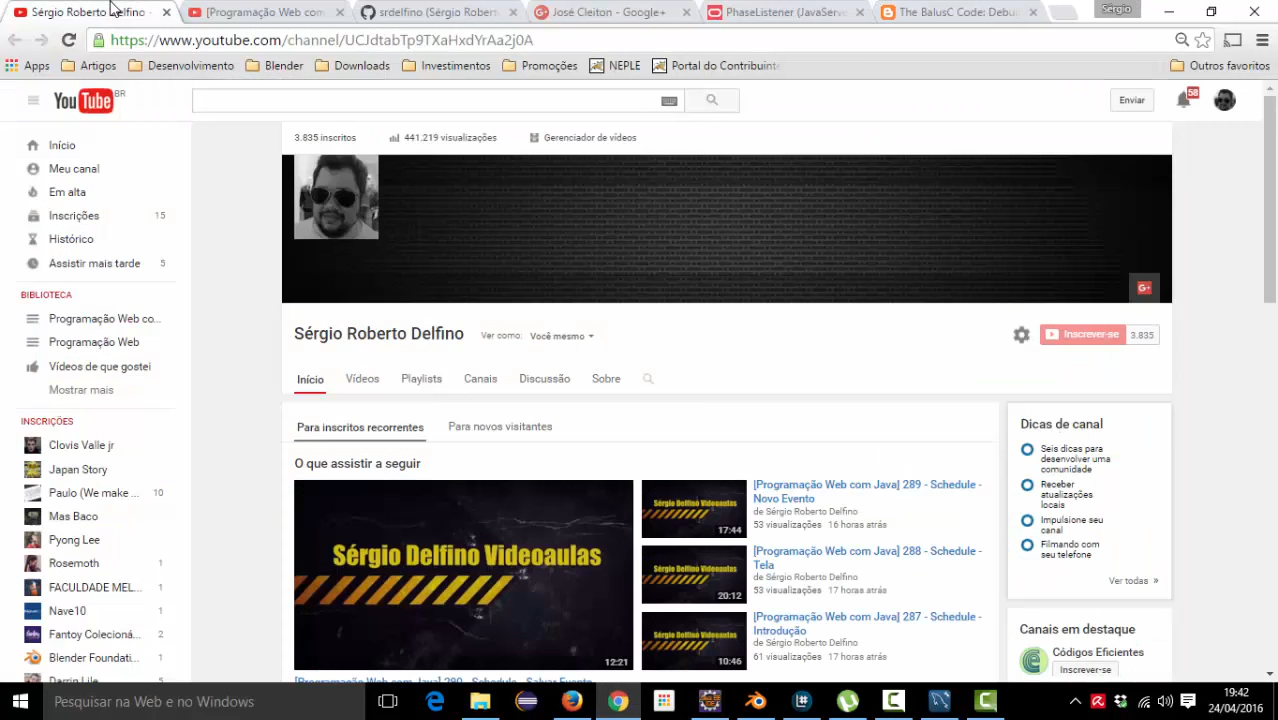 Sérgio Roberto Delfino -
[Programação Web com
srdelfino (Sérgio Robert
José Cleiton - Google+
PhaseListener (JavaServ
The BalusC Code: Debu
Sérgio
https://www.youtube.com/channel/UCJdtabTp9TXaHxdYrAa2j0A
Apps
Artigos
Desenvolvimento
Blender
Downloads
Investimentos
Promoções
NEPLE
Portal do Contribuinte
Outros favoritos
YouTube BR
Enviar
58
Início
Meu canal
Em alta
Inscrições 15
Histórico
Assistir mais tarde 5
BIBLIOTECA
Programação Web co...
Programação Web
Vídeos de que gostei
Mostrar mais
INSCRIÇÕES
Clovis Valle jr
Japan Story
Paulo (We make ... 10
Mas Baco
Pyong Lee
Rosemoth 1
FACULDADE MEL... 1
Nave10 1
Fantoy Colecioná... 2
Blender Foundati... 1
Darrin Lile 1
3.835 inscritos
441.219 visualizações
Gerenciador de vídeos
G+
Sérgio Roberto Delfino
Ver como: Você mesmo
Inscrever-se 3.835
Início
Vídeos
Playlists
Canais
Discussão
Sobre
Para inscritos recorrentes
Para novos visitantes
O que assistir a seguir
Sérgio Delfino Videoaulas
12:21
[Programação Web com Java] 290 - Schedule - Salvar Evento
Sérgio Delfino Videoaulas
17:44
[Programação Web com Java] 289 - Schedule -
Novo Evento
de Sérgio Roberto Delfino
53 visualizações 16 horas atrás
Sérgio Delfino Videoaulas
20:12
[Programação Web com Java] 288 - Schedule -
Tela
de Sérgio Roberto Delfino
53 visualizações 17 horas atrás
Sérgio Delfino Videoaulas
10:46
[Programação Web com Java] 287 - Schedule -
Introdução
de Sérgio Roberto Delfino
61 visualizações 17 horas atrás
Dicas de canal
Seis dicas para
desenvolver uma
comunidade
Receber
atualizações
locais
Impulsione seu
canal
Filmando com
seu telefone
Ver todas »
Canais em destaque
Códigos Eficientes
Inscrever-se
Pesquisar na Web e no Windows
19:42
24/04/2016